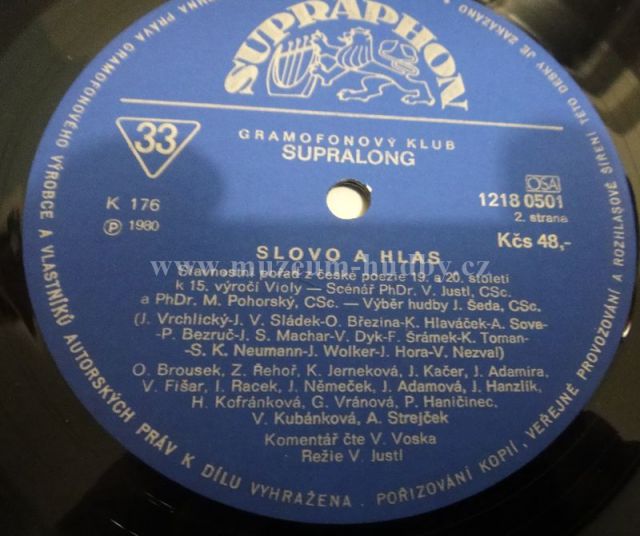 SUPRAPHON
33
GRAMOFONOVÝ KLUB
SUPRALONG
K 176
Ⓟ 1980
OSA
1218 0501
2. strana
Kčs 48,-
SLOVO A HLAS
www.muzeum-hudby.cz
Slavnostní pořad z české poezie 19. a 20. století
k 15. výročí Violy — Scénář PhDr. V. Justl, CSc.
a PhDr. M. Pohorský, CSc. — Výběr hudby J. Šeda, CSc.
(J. Vrchlický-J. V. Sládek-O. Březina-K. Hlaváček-A. Sova-
-P. Bezruč-J. S. Machar-V. Dyk-F. Šrámek-K. Toman-
-S. K. Neumann-J. Wolker-J. Hora-V. Nezval)
O. Brousek, Z. Řehoř, K. Jerneková, J. Kačer, J. Adamíra,
V. Fišar, I. Racek, J. Němeček, J. Adamová, J. Hanzlík,
H. Kofránková, G. Vránová, P. Haničinec,
V. Kubánková, A. Strejček
Komentář čte V. Voska
Režie V. Justl
PRÁVA GRAMOFONOVÉHO VÝROBCE A VLASTNÍKŮ AUTORSKÝCH PRÁV K DÍLU VYHRAŽENA. POŘIZOVÁNÍ KOPIÍ, VEŘEJNÉ PROVOZOVÁNÍ A ROZHLASOVÉ ŠÍŘENÍ TÉTO DESKY JE ZAKÁZÁNO